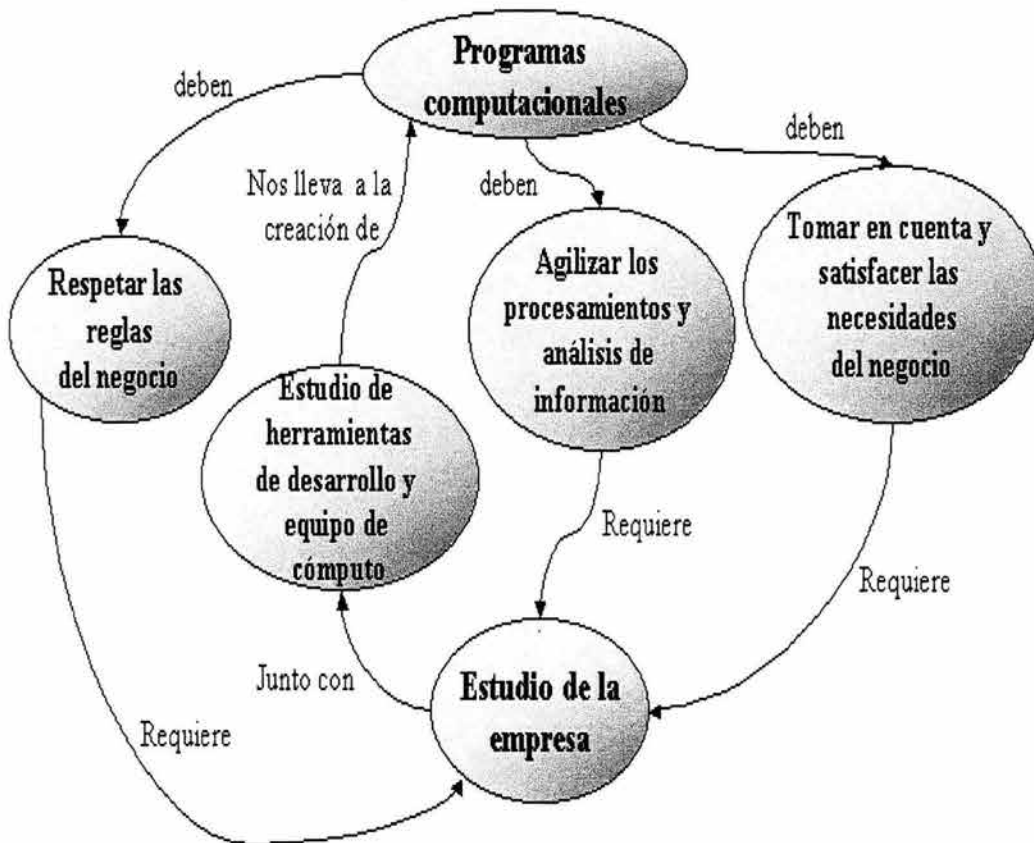 Programas
computacionales
deben
deben
deben
Nos lleva a la
creación de
Respetar las
reglas
del negocio
Agilizar los
procesamientos y
análisis de
información
Tomar en cuenta y
satisfacer las
necesidades
del negocio
Estudio de
herramientas
de desarrollo y
equipo de
cómputo
Requiere
Requiere
Junto con
Requiere
Estudio de la
empresa